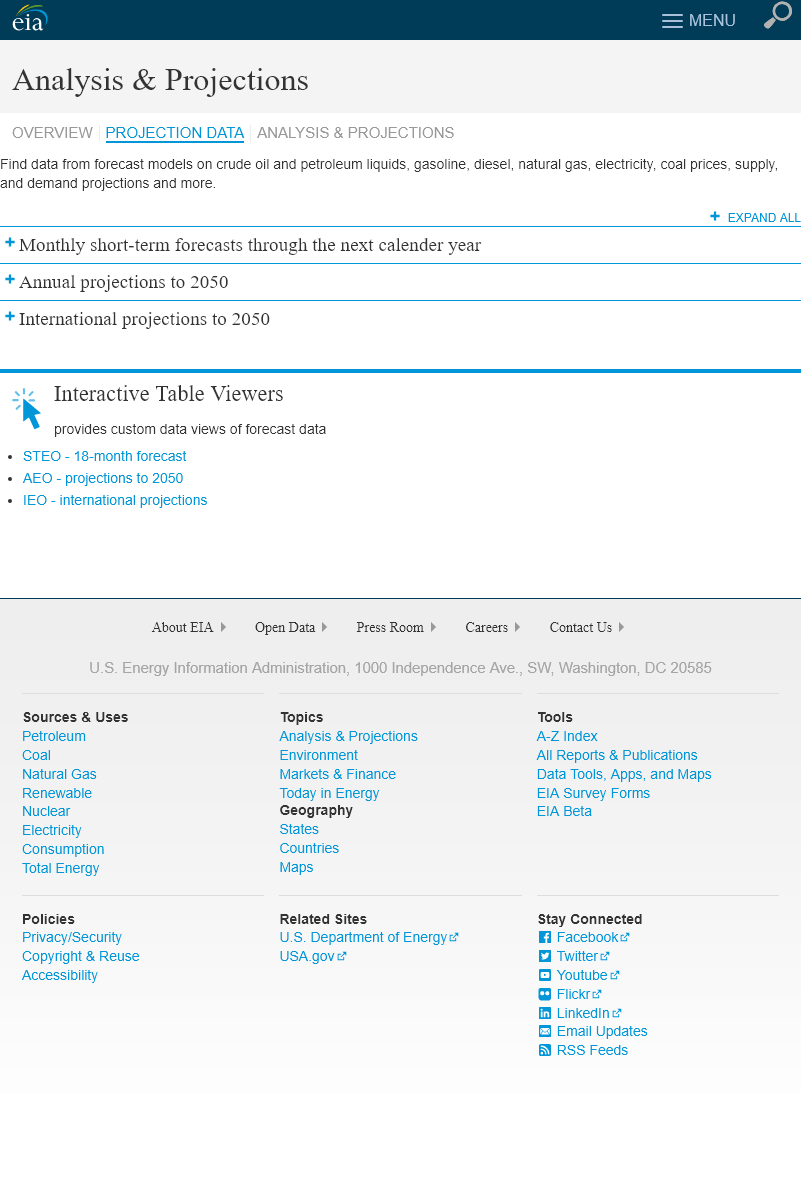 eia
MENU
Analysis & Projections
OVERVIEW PROJECTION DATA ANALYSIS & PROJECTIONS
Find data from forecast models on crude oil and petroleum liquids, gasoline, diesel, natural gas, electricity, coal prices, supply,
and demand projections and more.
+ EXPAND ALL
+ Monthly short-term forecasts through the next calender year
+ Annual projections to 2050
+ International projections to 2050
Interactive Table Viewers
provides custom data views of forecast data
• STEO - 18-month forecast
• AEO - projections to 2050
• IEO - international projections
About EIA Open Data Press Room Careers Contact Us
U.S. Energy Information Administration, 1000 Independence Ave., SW, Washington, DC 20585
Sources & Uses
Petroleum
Coal
Natural Gas
Renewable
Nuclear
Electricity
Consumption
Total Energy
Topics
Analysis & Projections
Environment
Markets & Finance
Today in Energy
Geography
States
Countries
Maps
Tools
A-Z Index
All Reports & Publications
Data Tools, Apps, and Maps
EIA Survey Forms
EIA Beta
Policies
Privacy/Security
Copyright & Reuse
Accessibility
Related Sites
U.S. Department of Energy
USA.gov
Stay Connected
Facebook
Twitter
Youtube
Flickr
LinkedIn
Email Updates
RSS Feeds